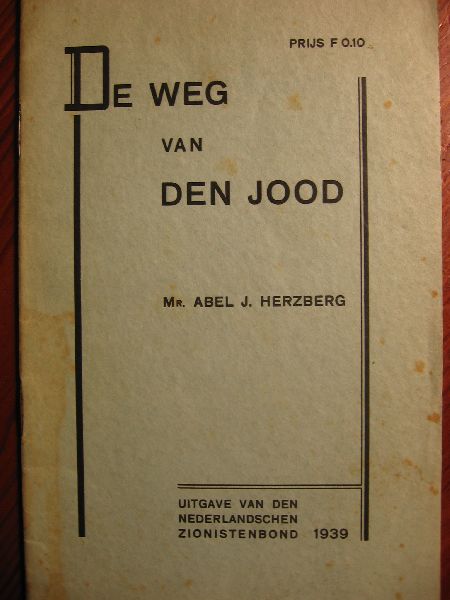 PRIJS F 0.10
DE WEG
VAN
DEN JOOD
MR. ABEL J. HERZBERG
UITGAVE VAN DEN
NEDERLANDSCHEN
ZIONISTENBOND 1939